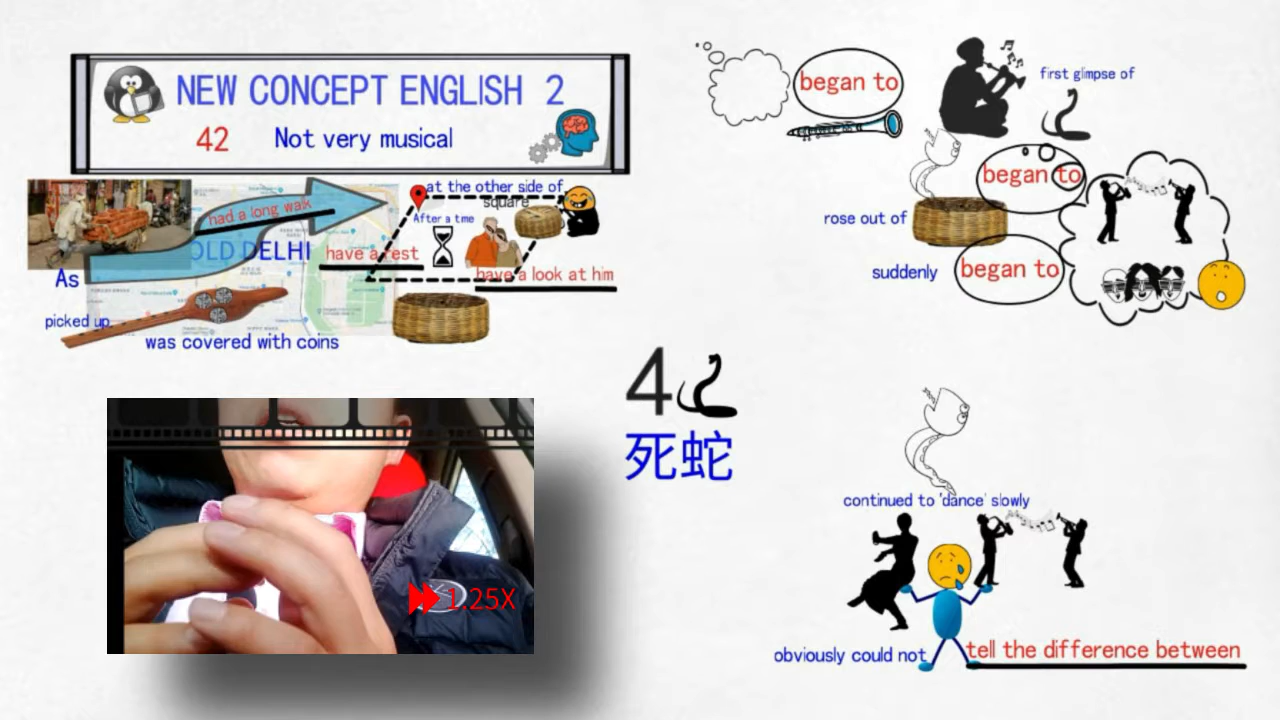 NEW CONCEPT ENGLISH 2
42 Not very musical
had a long walk
OLD DELHI
As
have a rest
at the other side of
square
After a time
have a look at him
picked up
was covered with coins
4
死蛇
1.25X
began to
first glimpse of
began to
rose out of
suddenly
began to
continued to 'dance' slowly
obviously could not
tell the difference between